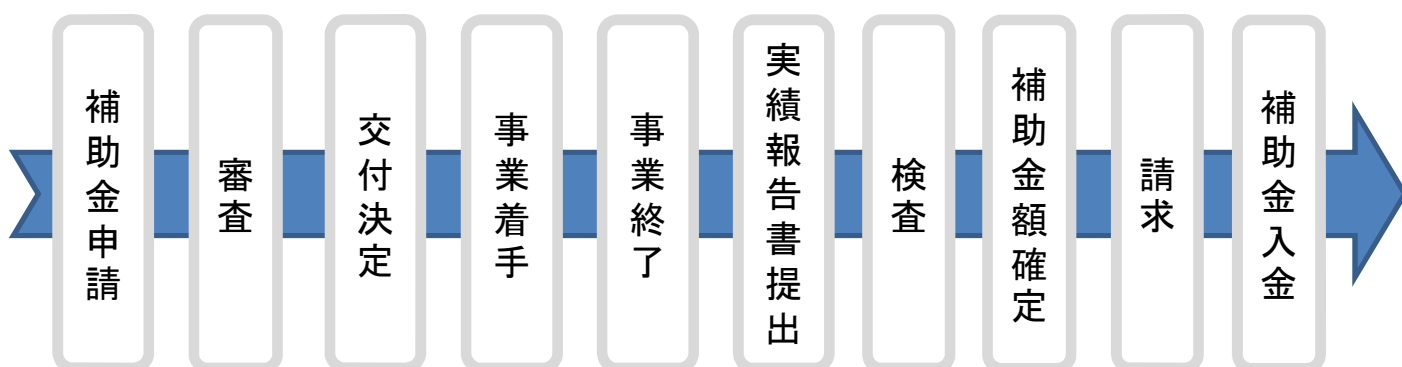 補助金申請
審査
交付決定
事業着手
事業終了
実績報告書提出
検査
補助金額確定
請求
補助金入金